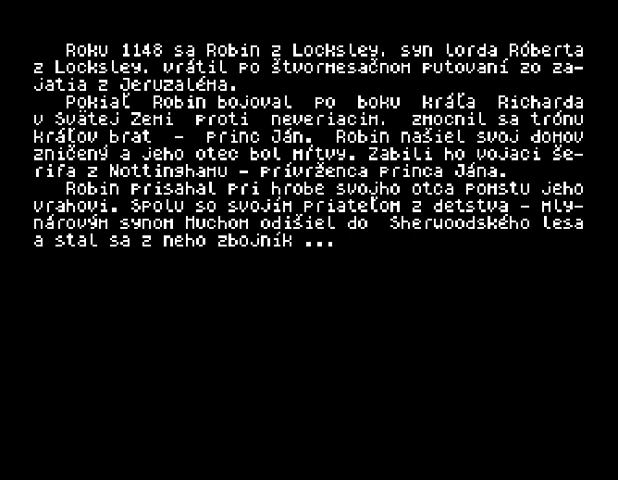 Roku 1148 sa Robin z Locksley, syn lorda Róberta
z Locksley, vrátil po štvormesačnom putovaní zo za-
jatia z Jeruzaléma.
Pokiaľ Robin bojoval po boku kráľa Richarda
v Svätej Zemi proti neveriacim, zmocnil sa trónu
kráľov brat - princ Ján. Robin našiel svoj domov
zničený a jeho otec bol mŕtvy. Zabili ho vojaci še-
rifa z Nottinghamu - prívrženca princa Jána.
Robin prisahal pri hrobe svojho otca pomstu jeho
vrahovi. Spolu so svojím priateľom z detstva - mly-
nárovým synom Muchom odišiel do Sherwoodského lesa
a stal sa z neho zbojník ...